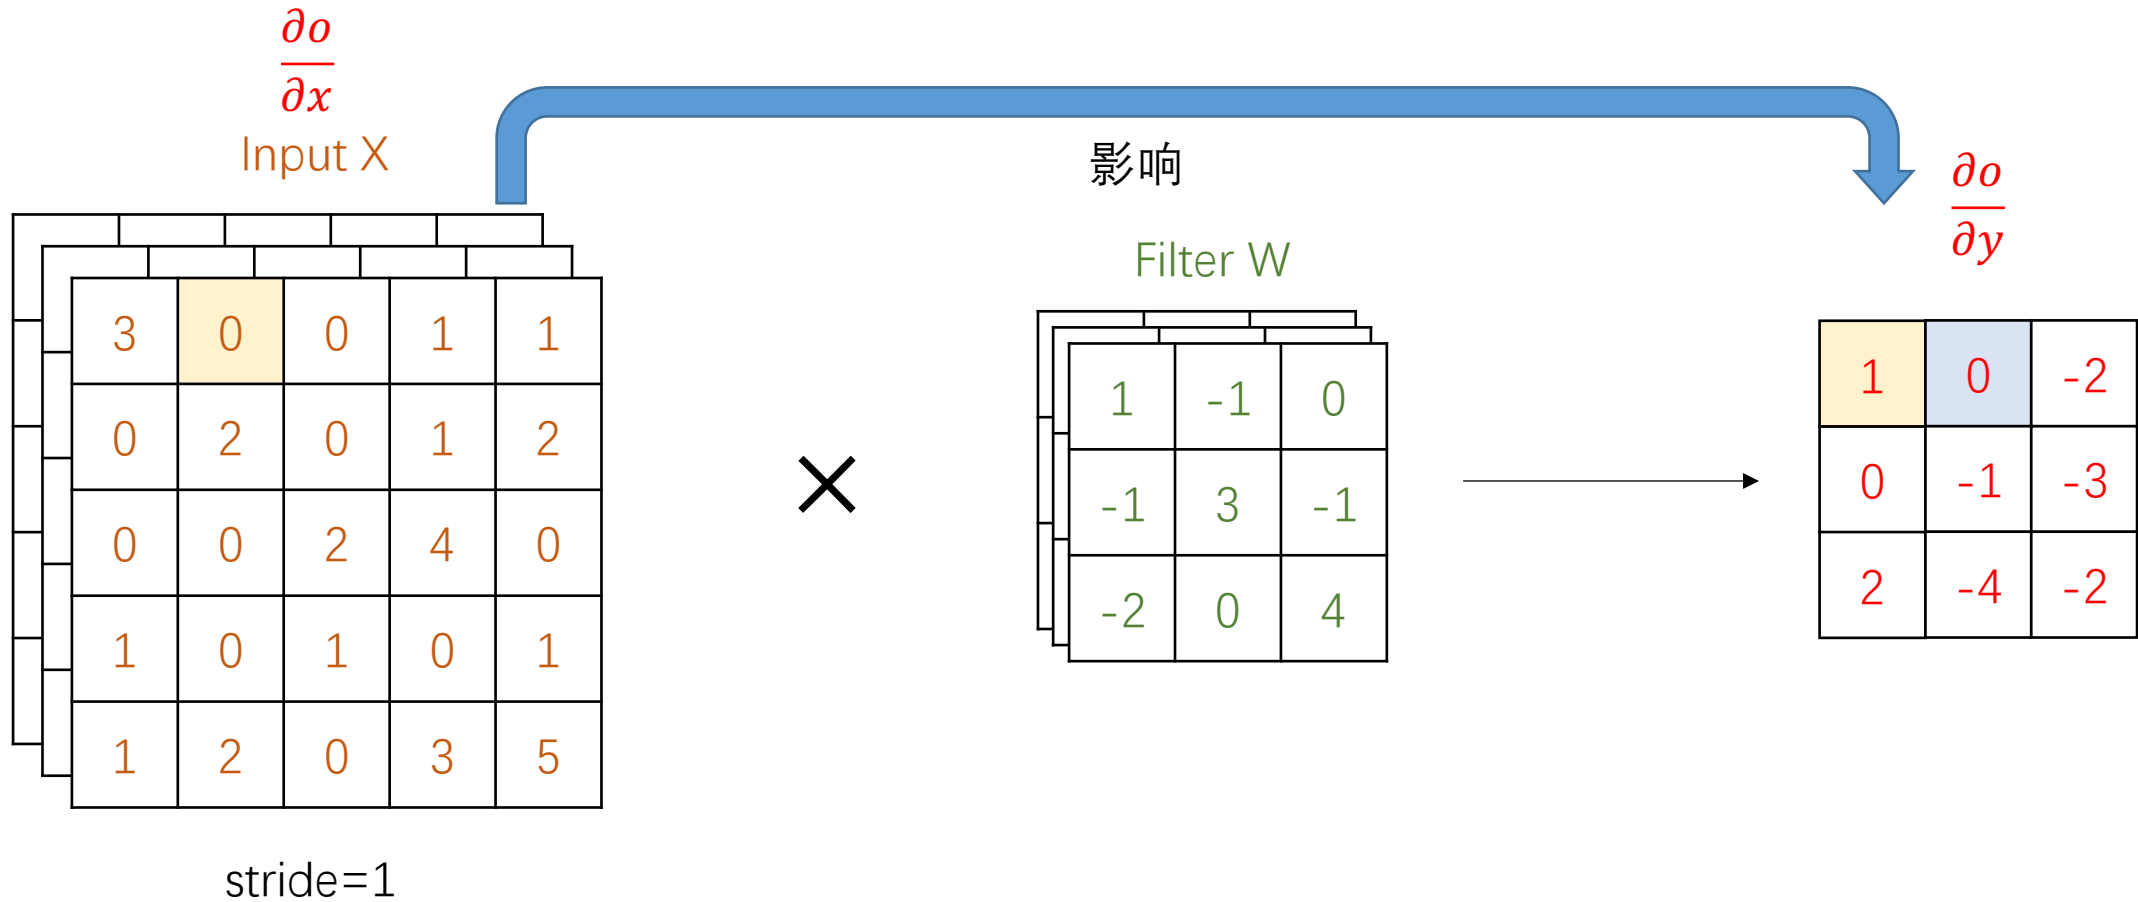 ∂o
∂x
Input X
影响
∂o
∂y
Filter W
3 0 0 1 1
0 2 0 1 2
0 0 2 4 0
1 0 1 0 1
1 2 0 3 5
×
1 -1 0
-1 3 -1
-2 0 4
1 0 -2
0 -1 -3
2 -4 -2
stride=1